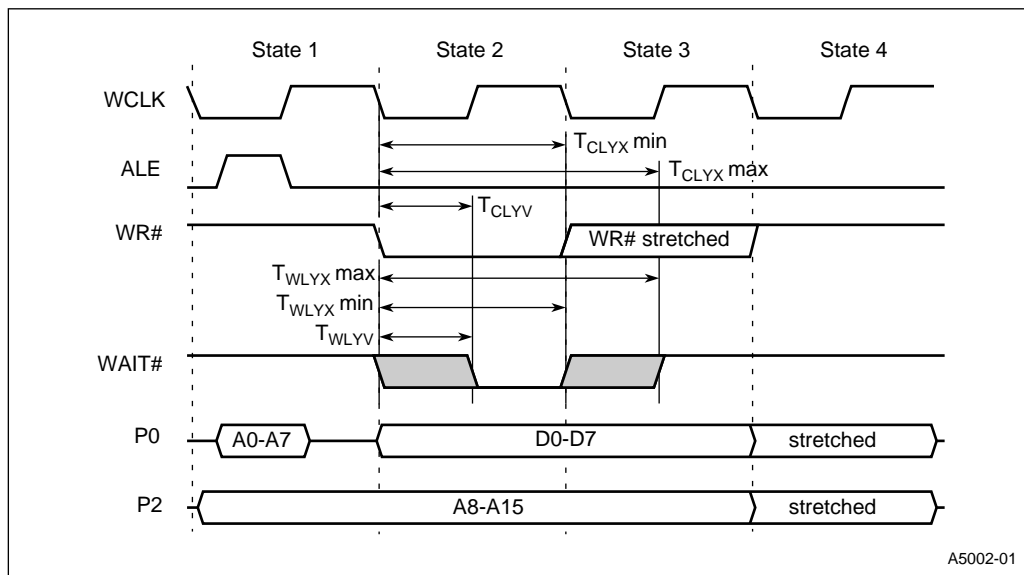 State 1 State 2 State 3 State 4
WCLK
T_CLYX min
ALE
T_CLYX max
T_CLYV
WR#
WR# stretched
T_WLYX max
T_WLYX min
T_WLYV
WAIT#
P0 A0-A7 D0-D7 stretched
P2 A8-A15 stretched
A5002-01